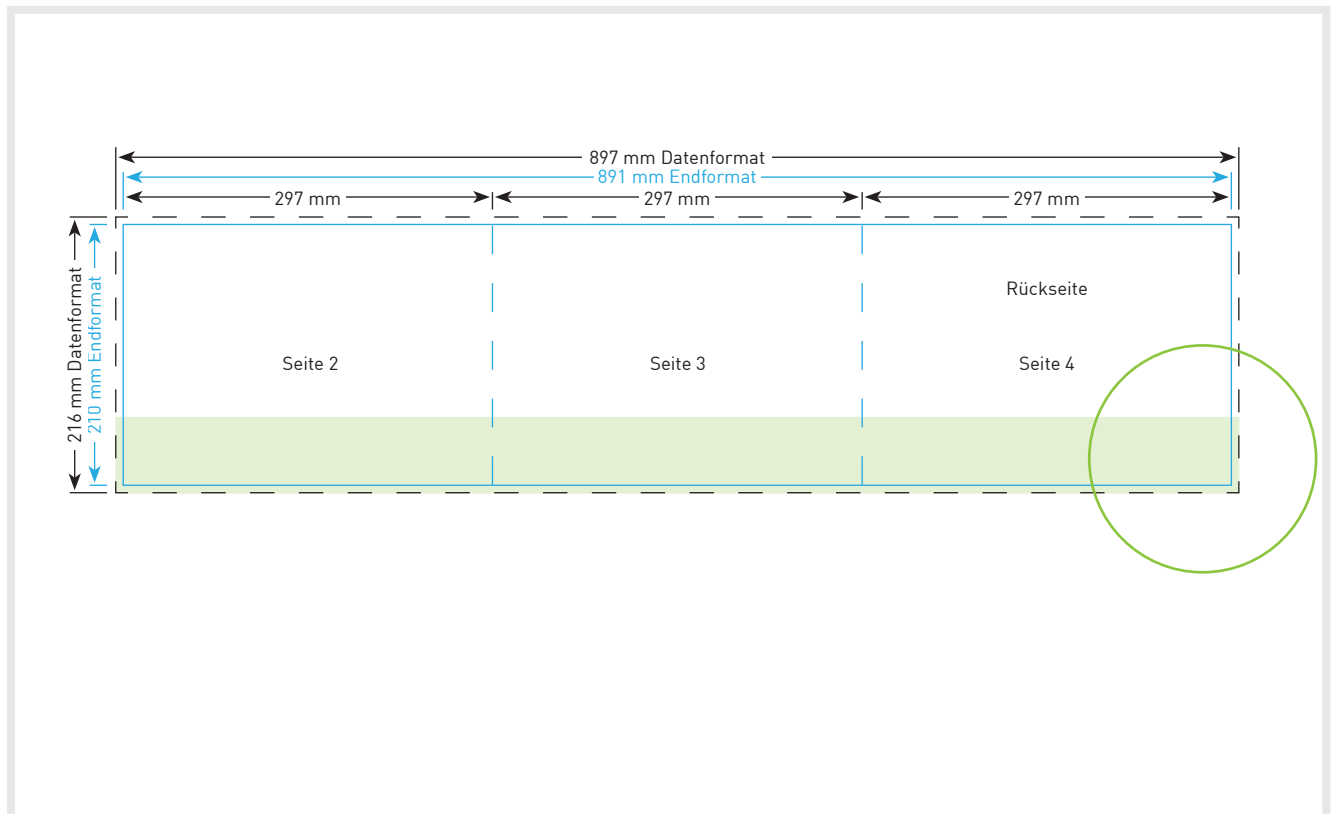 897 mm Datenformat
891 mm Endformat
297 mm
297 mm
297 mm
216 mm Datenformat
210 mm Endformat
Rückseite
Seite 2
Seite 3
Seite 4